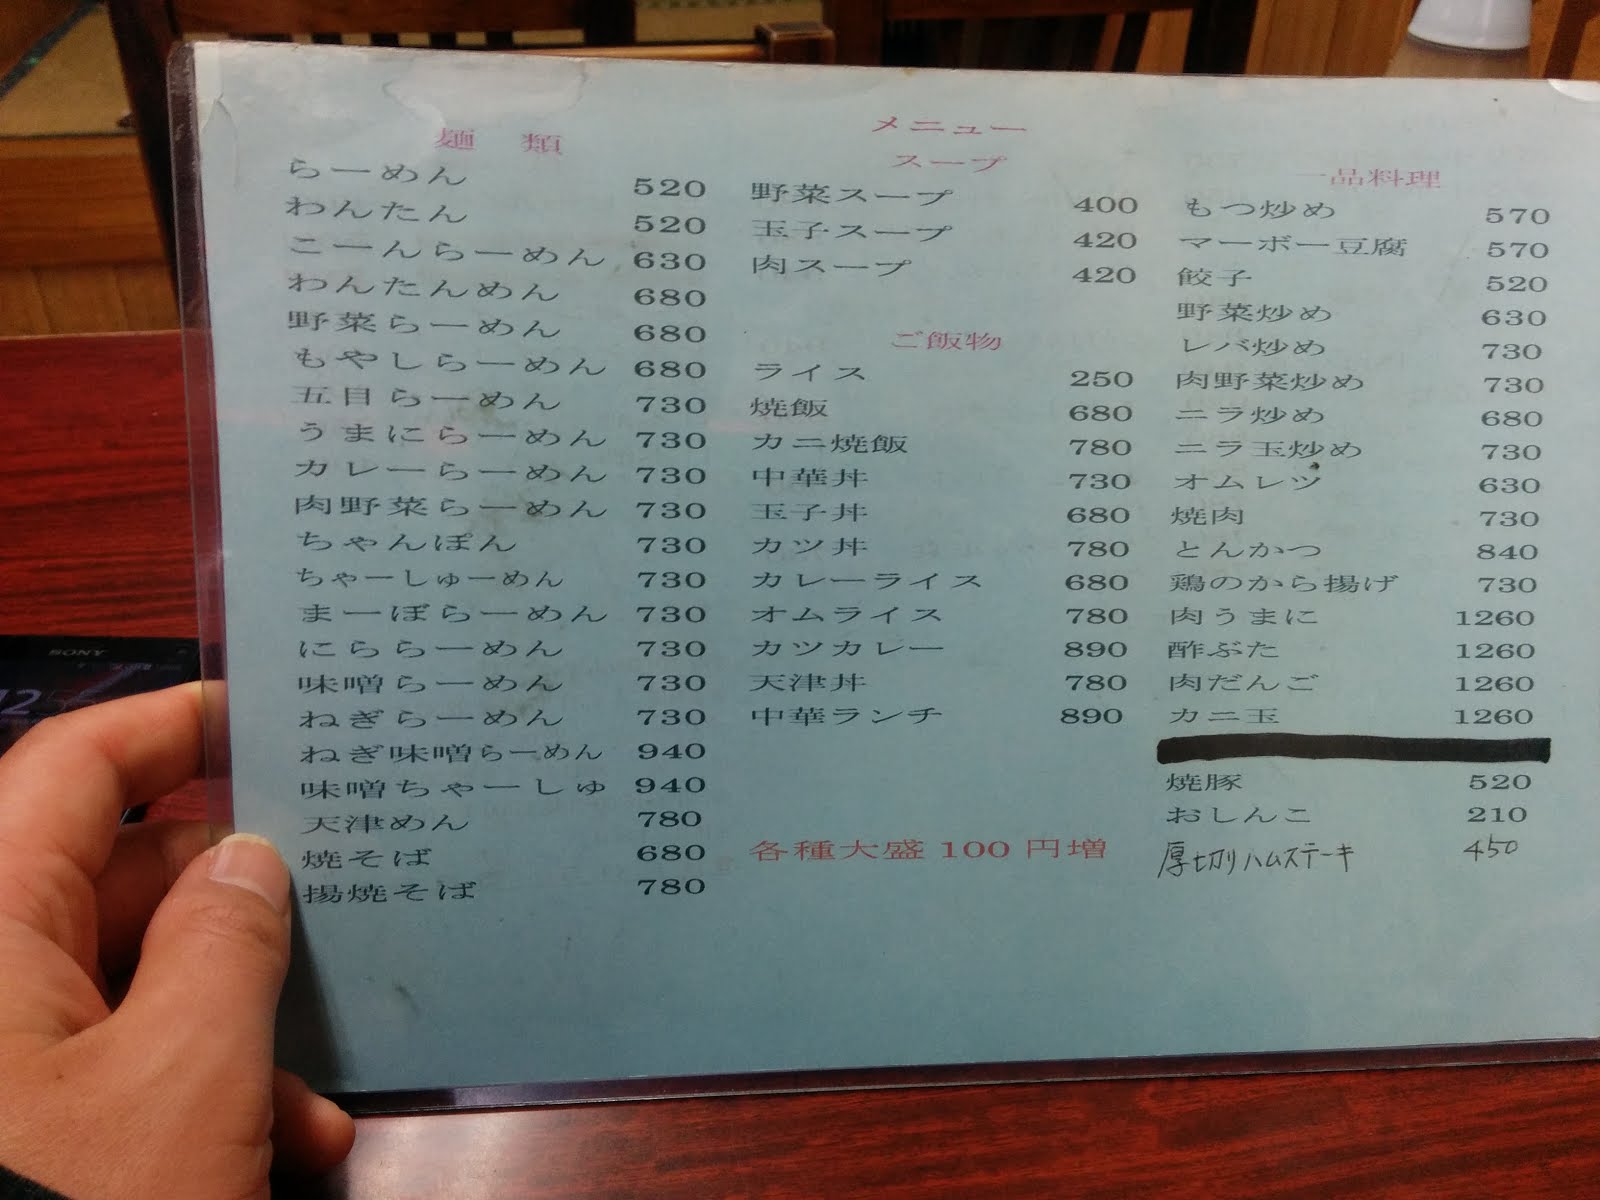 メニュー
麺 類
らーめん 520
わんたん 520
こーんらーめん 630
わんたんめん 680
野菜らーめん 680
もやしらーめん 680
五目らーめん 730
うまにらーめん 730
カレーらーめん 730
肉野菜らーめん 730
ちゃんぽん 730
ちゃーしゅーめん 730
まーぼらーめん 730
にららーめん 730
味噌らーめん 730
ねぎらーめん 730
ねぎ味噌らーめん 940
味噌ちゃーしゅ 940
天津めん 780
焼そば 680
揚焼そば 780
スープ
野菜スープ 400
玉子スープ 420
肉スープ 420
ご飯物
ライス 250
焼飯 680
カニ焼飯 780
中華丼 730
玉子丼 680
カツ丼 780
カレーライス 680
オムライス 780
カツカレー 890
天津丼 780
中華ランチ 890
各種大盛100円増
一品料理
もつ炒め 570
マーボー豆腐 570
餃子 520
野菜炒め 630
レバ炒め 730
肉野菜炒め 730
ニラ炒め 680
ニラ玉炒め 730
オムレツ 630
焼肉 730
とんかつ 840
鶏のから揚げ 730
肉うまに 1260
酢ぶた 1260
肉だんご 1260
カニ玉 1260
焼豚 520
おしんこ 210
厚切りハムステーキ 450
SONY
12